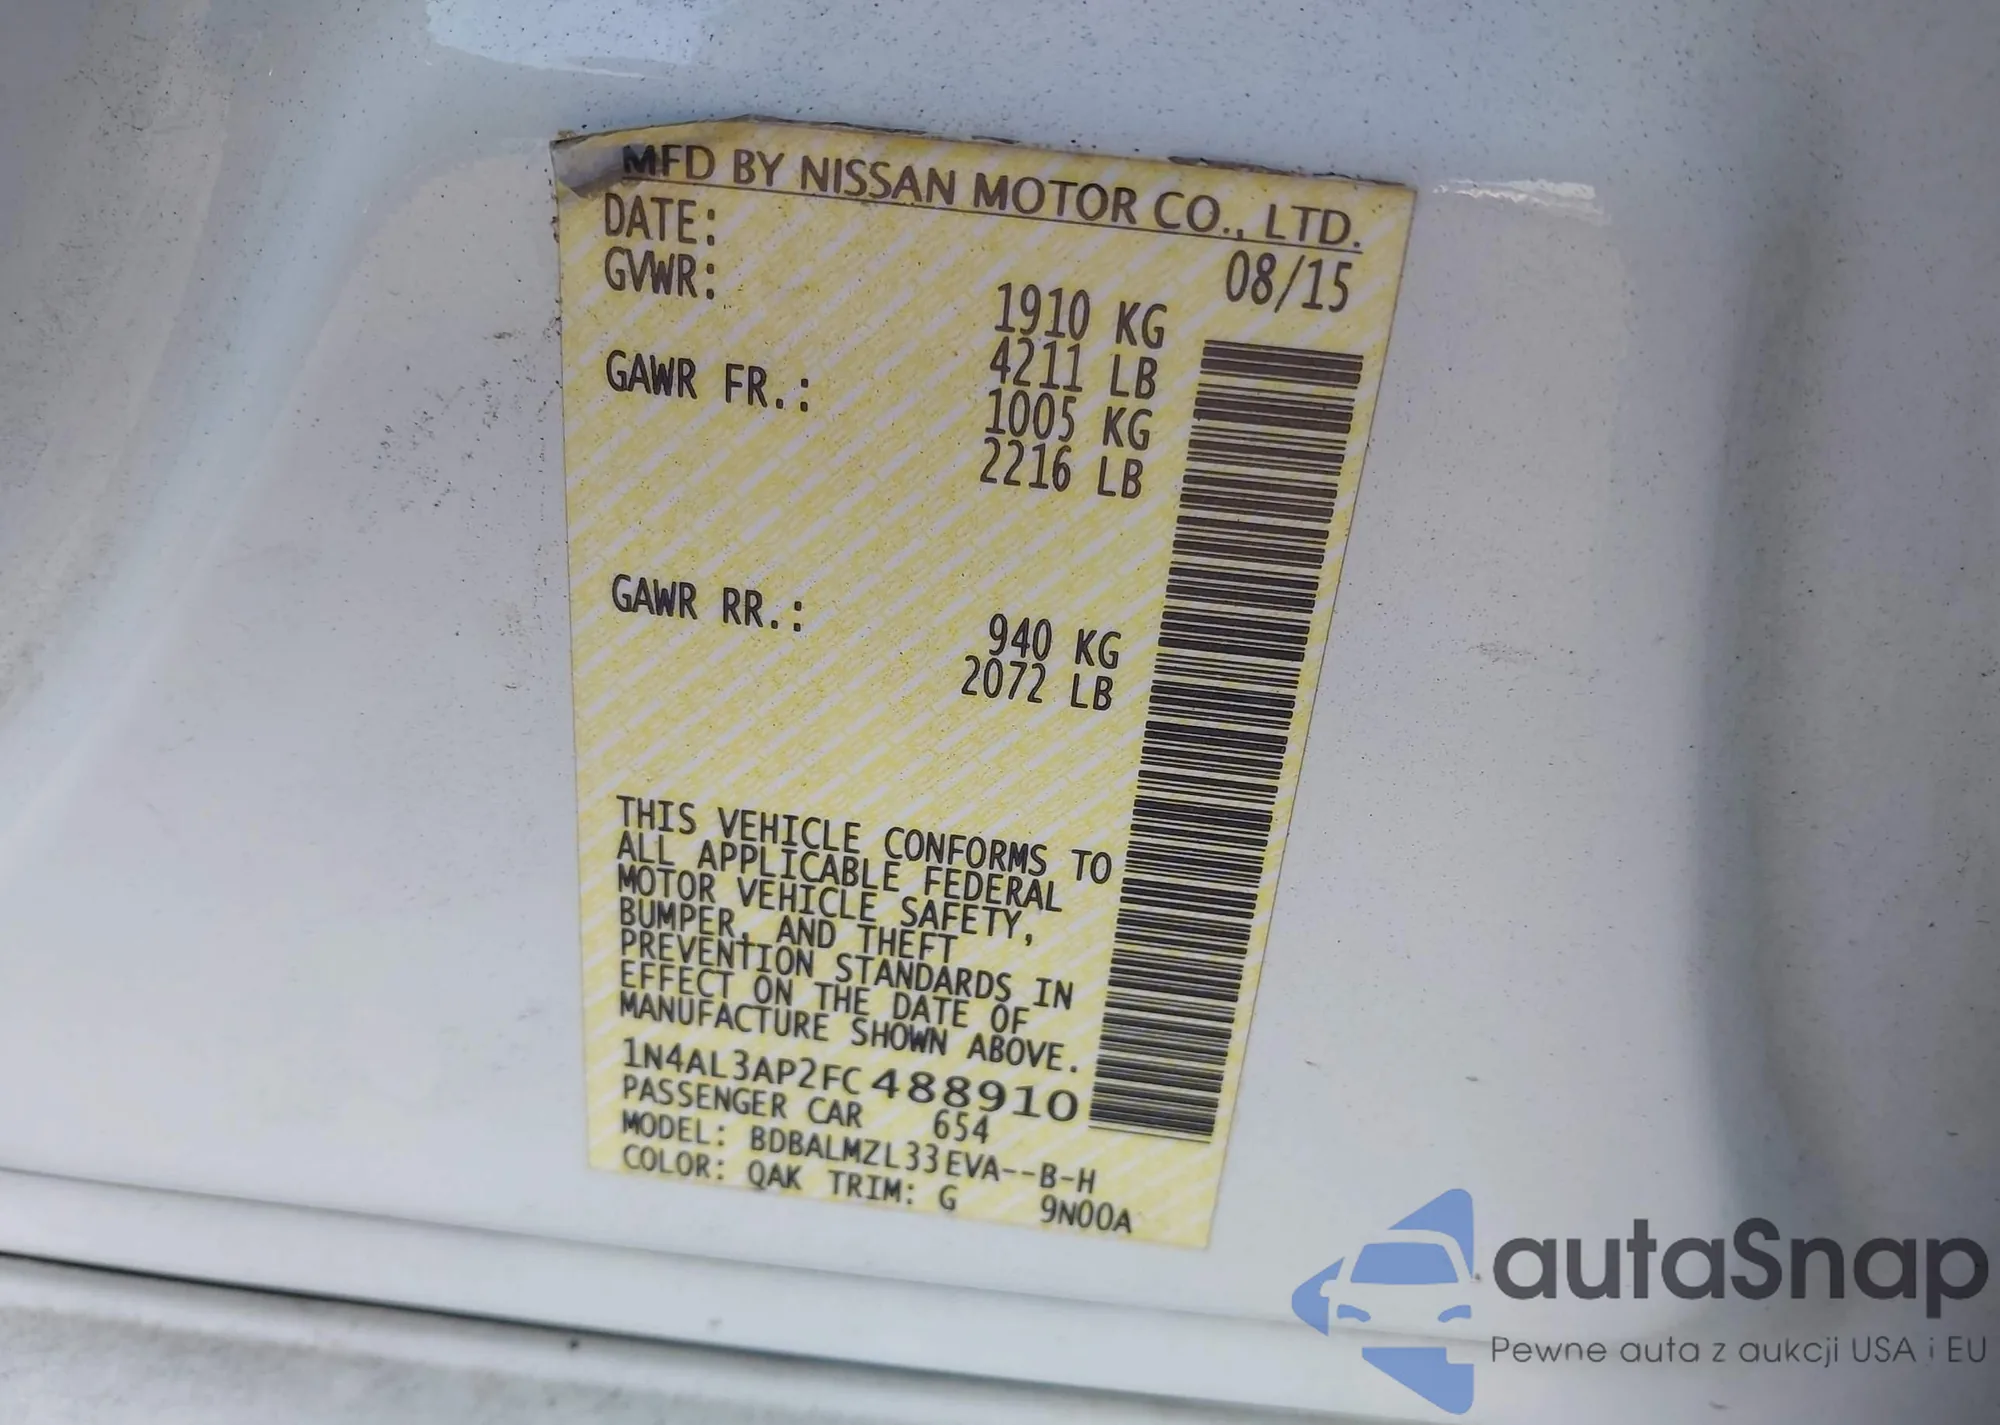 MFD BY NISSAN MOTOR CO., LTD.
DATE: 08/15
GVWR: 1910 KG
4211 LB
GAWR FR.: 1005 KG
2216 LB
GAWR RR.: 940 KG
2072 LB
THIS VEHICLE CONFORMS TO
ALL APPLICABLE FEDERAL
MOTOR VEHICLE SAFETY,
BUMPER, AND THEFT
PREVENTION STANDARDS IN
EFFECT ON THE DATE OF
MANUFACTURE SHOWN ABOVE.
1N4AL3AP2FC488910
PASSENGER CAR 654
MODEL: BDBALMZL33EVA--B-H
COLOR: QAK TRIM: G 9N00A
autaSnap
Pewne auta z aukcji USA i EU